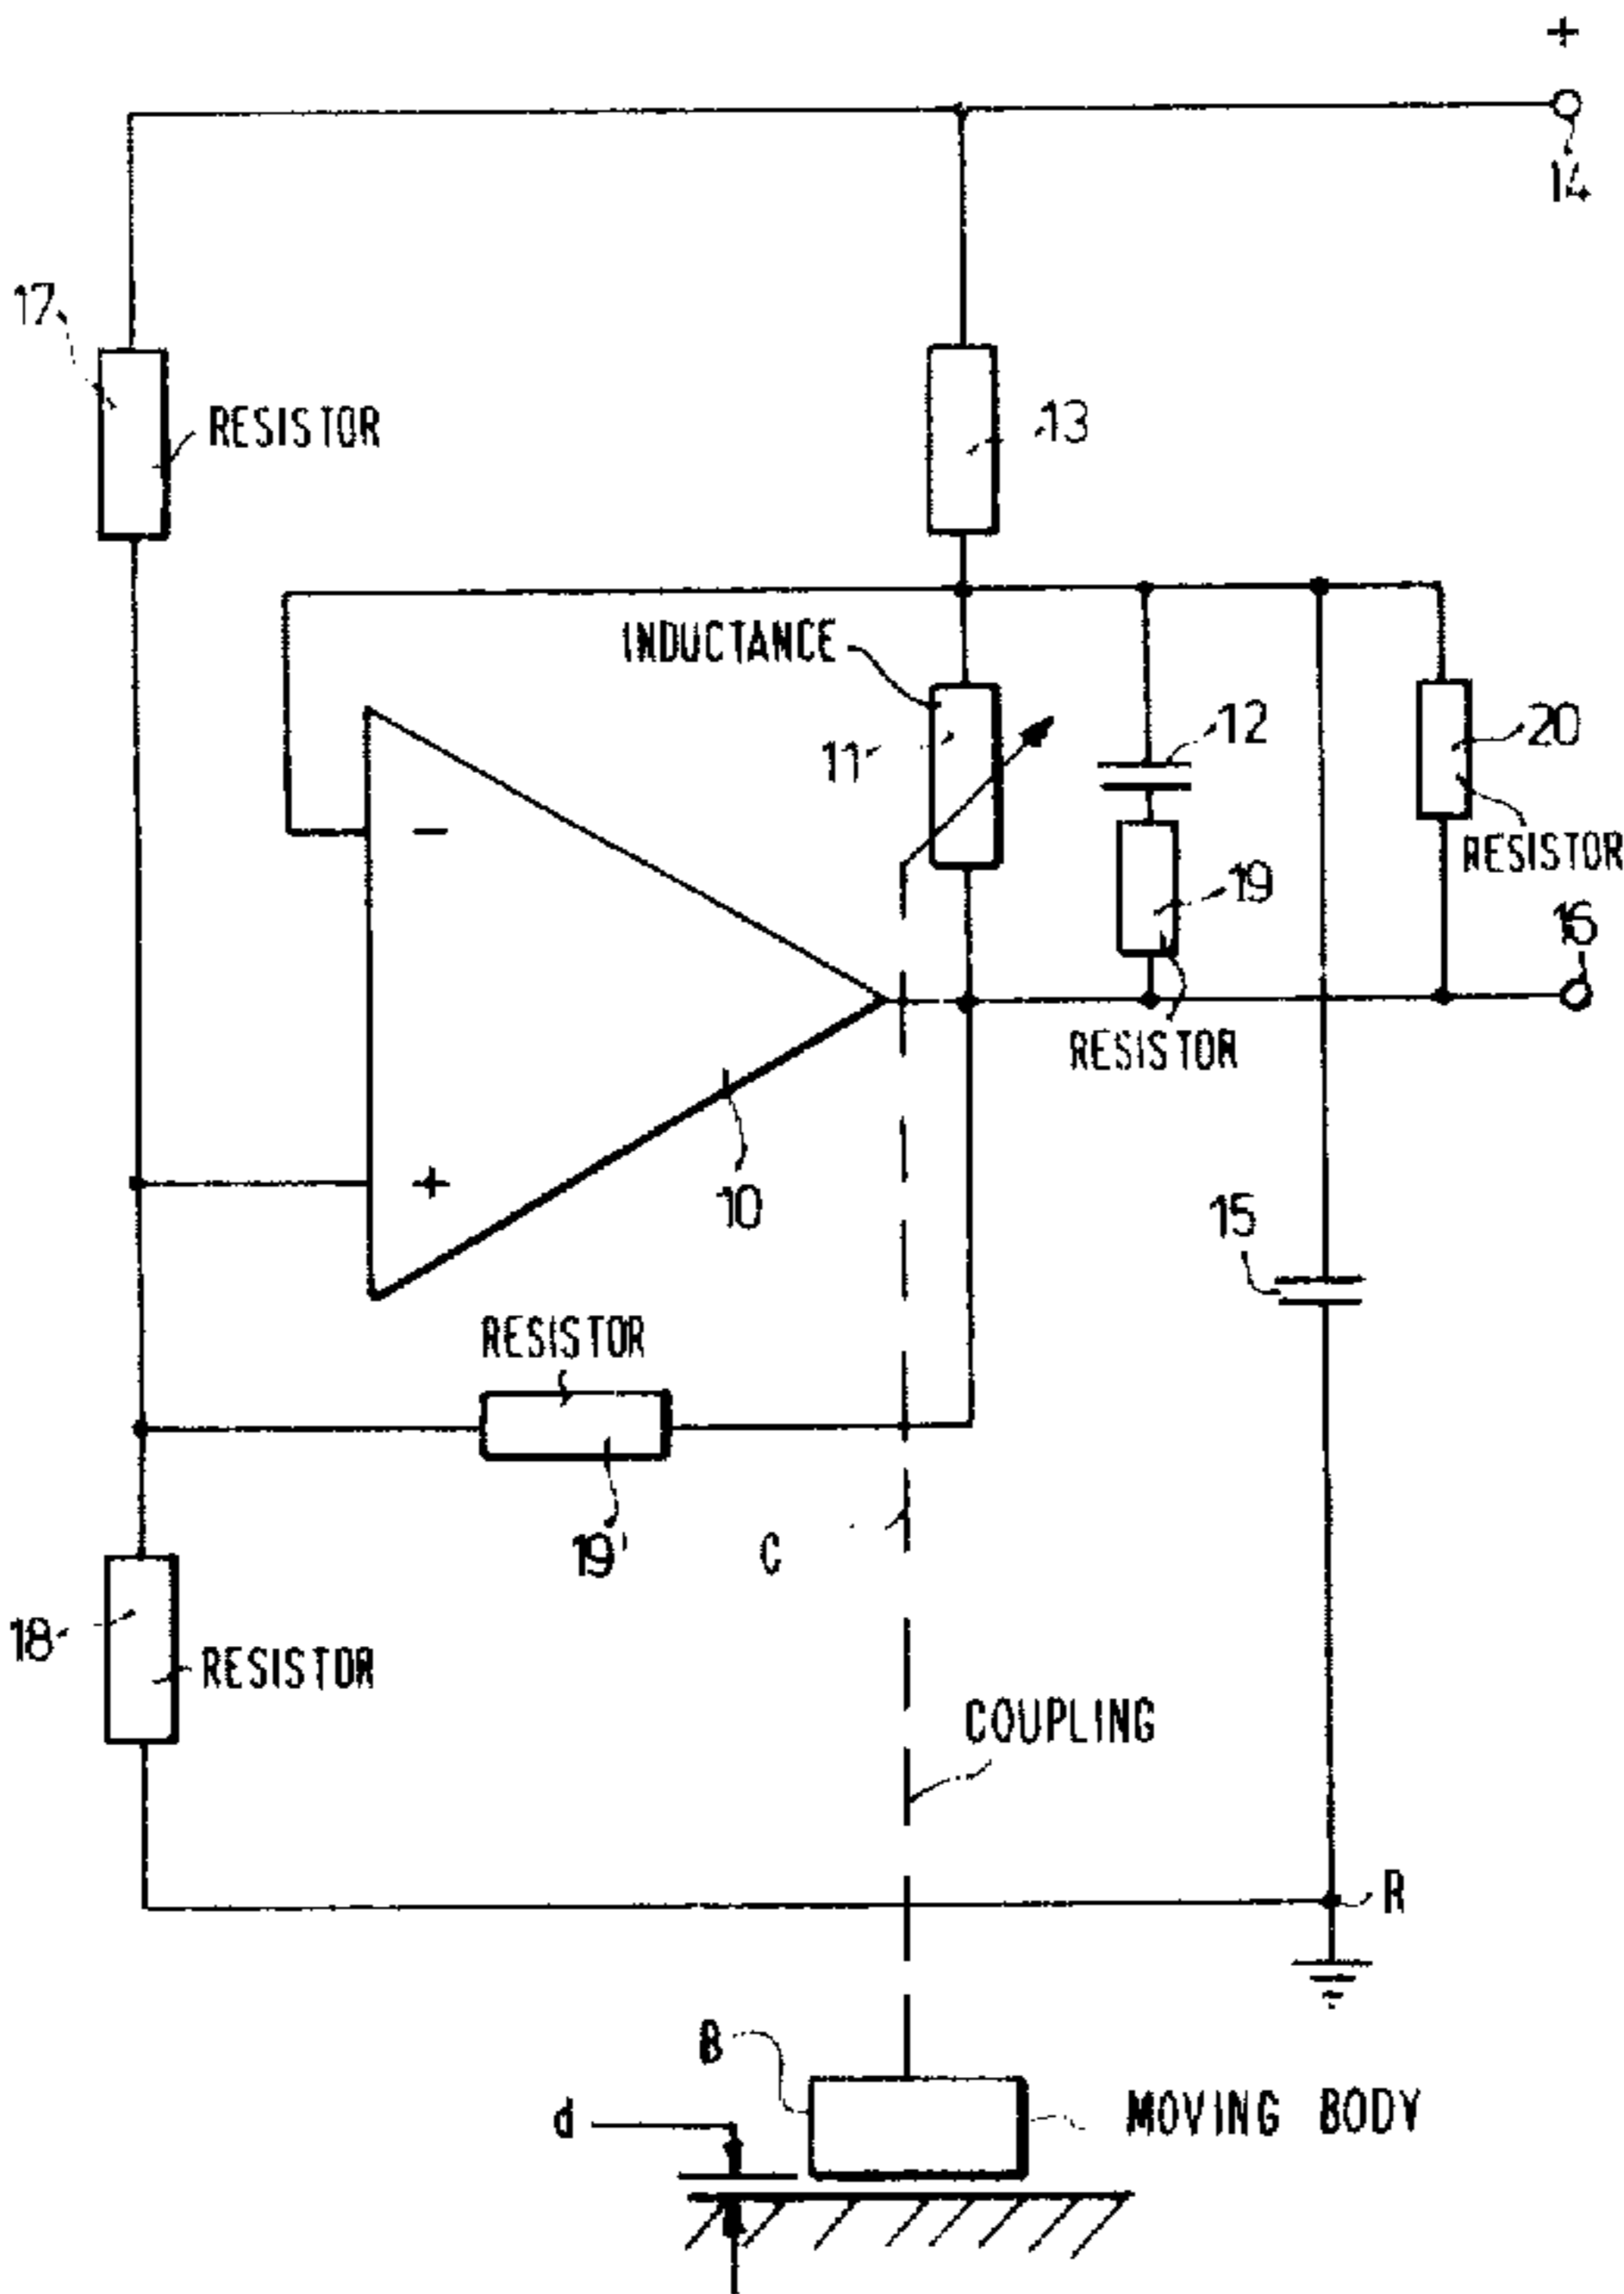 +
14
17
RESISTOR
13
INDUCTANCE
11
12
20
RESISTOR
19
16
RESISTOR
−
+
10
15
RESISTOR
19'
C
18
RESISTOR
COUPLING
R
B
d
MOVING BODY